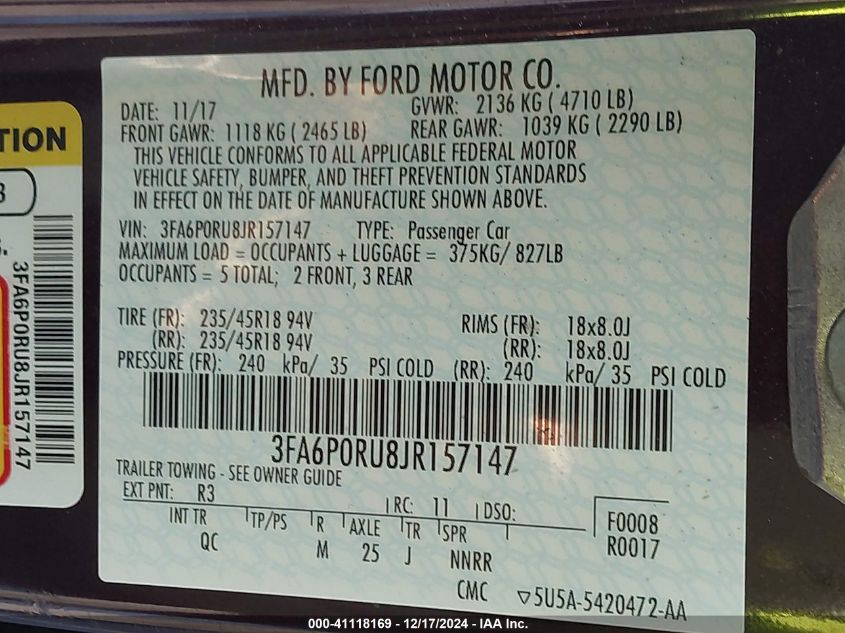 MFD. BY FORD MOTOR CO.
DATE: 11/17 GVWR: 2136 KG ( 4710 LB)
FRONT GAWR: 1118 KG ( 2465 LB) REAR GAWR: 1039 KG ( 2290 LB)
THIS VEHICLE CONFORMS TO ALL APPLICABLE FEDERAL MOTOR
VEHICLE SAFETY, BUMPER, AND THEFT PREVENTION STANDARDS
IN EFFECT ON THE DATE OF MANUFACTURE SHOWN ABOVE.
VIN: 3FA6P0RU8JR157147 TYPE: Passenger Car
MAXIMUM LOAD = OCCUPANTS + LUGGAGE = 375KG/ 827LB
OCCUPANTS = 5 TOTAL; 2 FRONT, 3 REAR
TIRE (FR): 235/45R18 94V RIMS (FR): 18x8.0J
(RR): 235/45R18 94V (RR): 18x8.0J
PRESSURE (FR): 240 kPa/ 35 PSI COLD (RR): 240 kPa/ 35 PSI COLD
3FA6P0RU8JR157147
TRAILER TOWING - SEE OWNER GUIDE
EXT PNT: R3 RC: 11 DSO: F0008
INT TR TP/PS R AXLE TR SPR R0017
QC M 25 J NNRR
CMC ▽5U5A-5420472-AA
TION
3
3FA6P0RU8JR157147
000-41118169 - 12/17/2024 - IAA Inc.